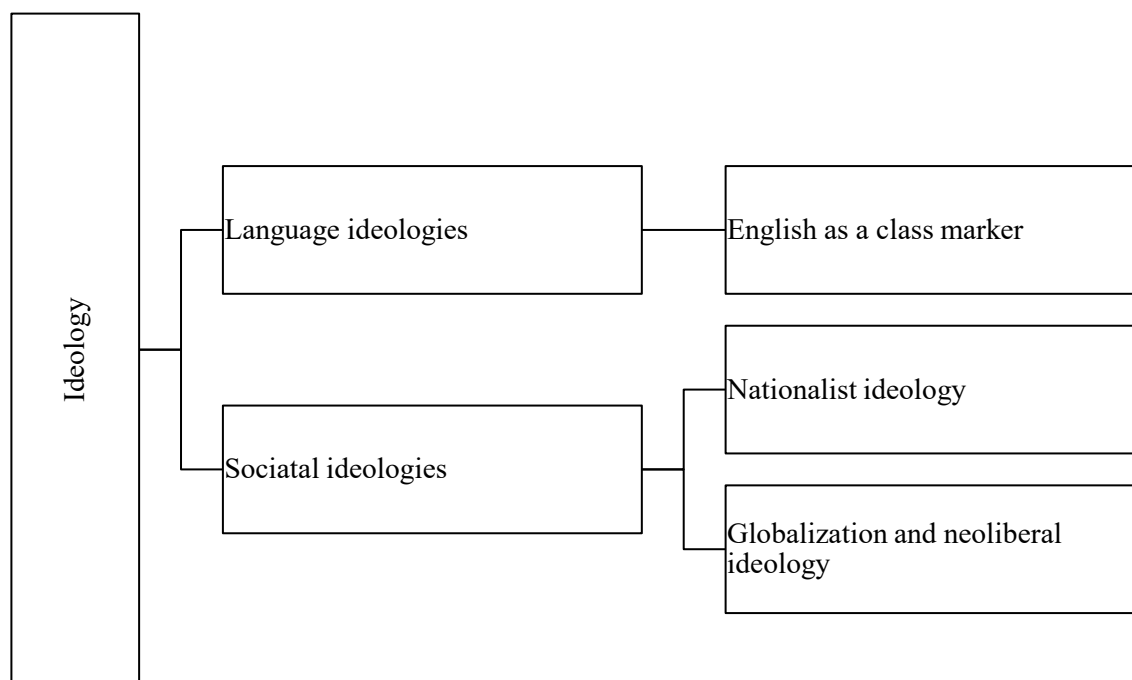 Ideology
Language ideologies
English as a class marker
Sociatal ideologies
Nationalist ideology
Globalization and neoliberal
ideology